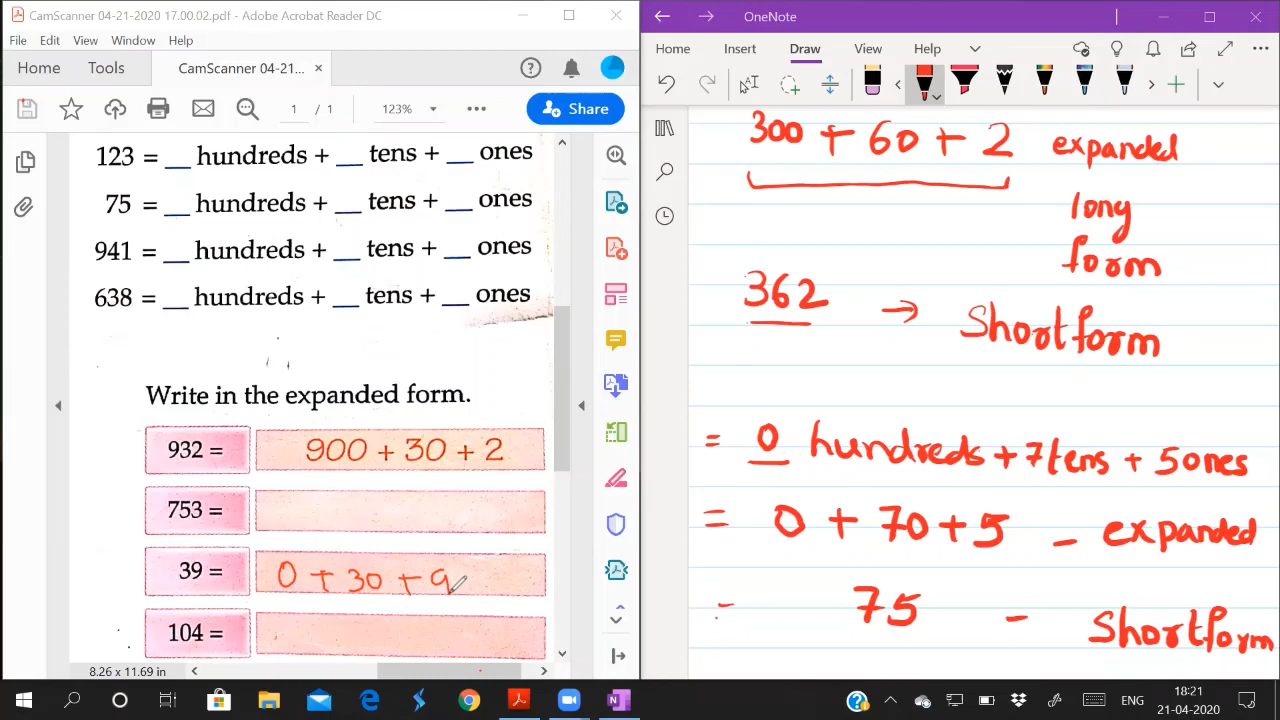 CamScanner 04-21-2020 17.00.02.pdf - Adobe Acrobat Reader DC
File Edit View Window Help
Home Tools CamScanner 04-21... ×
1 / 1 123% Share
123 = __ hundreds + __ tens + __ ones
75 = __ hundreds + __ tens + __ ones
941 = __ hundreds + __ tens + __ ones
638 = __ hundreds + __ tens + __ ones
Write in the expanded form.
932 = 900 + 30 + 2
753 =
39 = 0 + 30 + 9
104 =
8.26 x 11.69 in
OneNote
Home Insert Draw View Help
300 + 60 + 2 expanded
long
form
362 → Shortform
= 0 hundreds + 7tens + 5ones
= 0 + 70 + 5 - expanded
- 75 - Shortform
ENG 18:21
21-04-2020